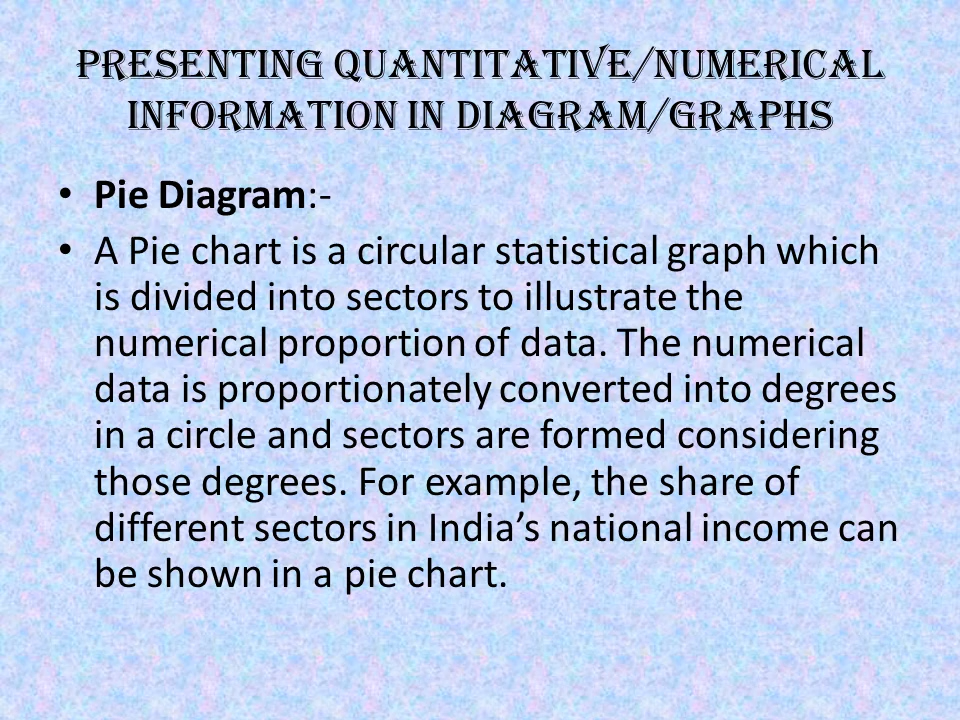 PRESENTING QUANTITATIVE/NUMERICAL
INFORMATION IN DIAGRAM/GRAPHS
• Pie Diagram:-
• A Pie chart is a circular statistical graph which
is divided into sectors to illustrate the
numerical proportion of data. The numerical
data is proportionately converted into degrees
in a circle and sectors are formed considering
those degrees. For example, the share of
different sectors in India’s national income can
be shown in a pie chart.